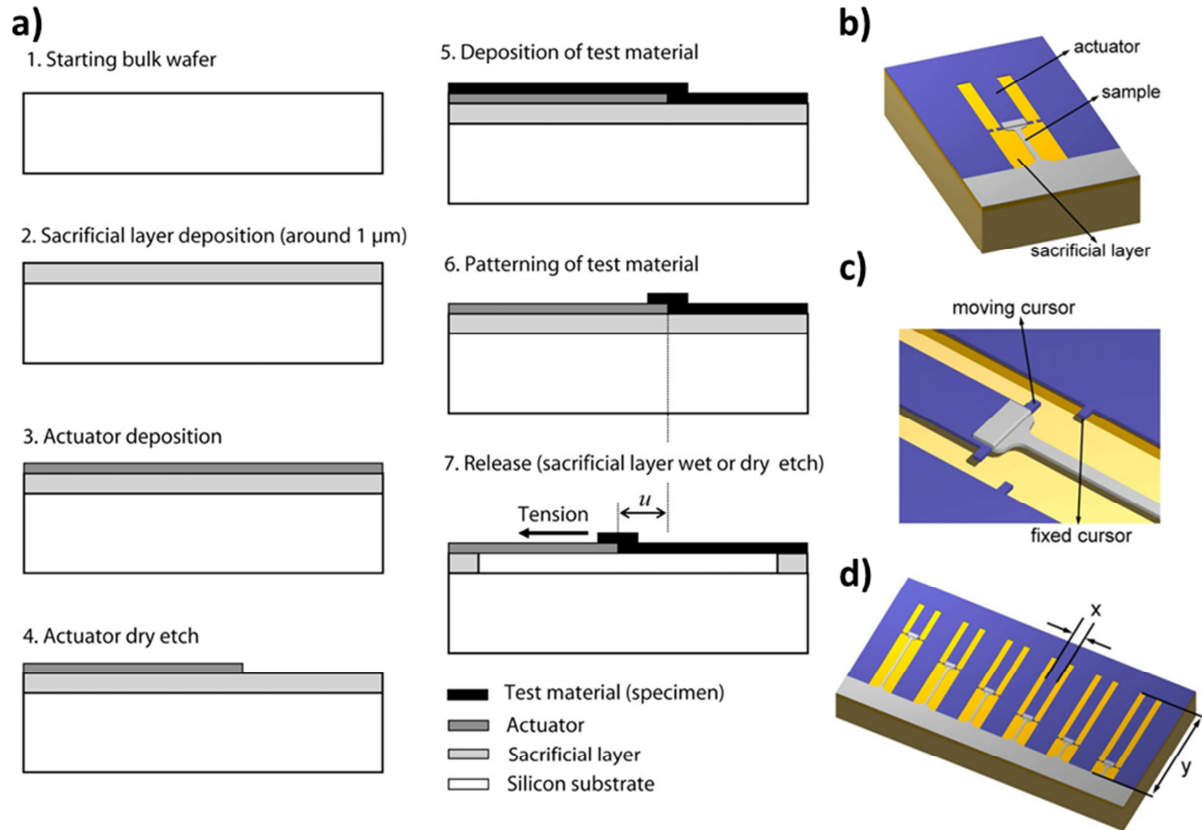 a)
1. Starting bulk wafer
2. Sacrificial layer deposition (around 1 μm)
3. Actuator deposition
4. Actuator dry etch
5. Deposition of test material
6. Patterning of test material
7. Release (sacrificial layer wet or dry etch)
u
Tension
Test material (specimen)
Actuator
Sacrificial layer
Silicon substrate
b)
actuator
sample
sacrificial layer
c)
moving cursor
fixed cursor
d)
x
y